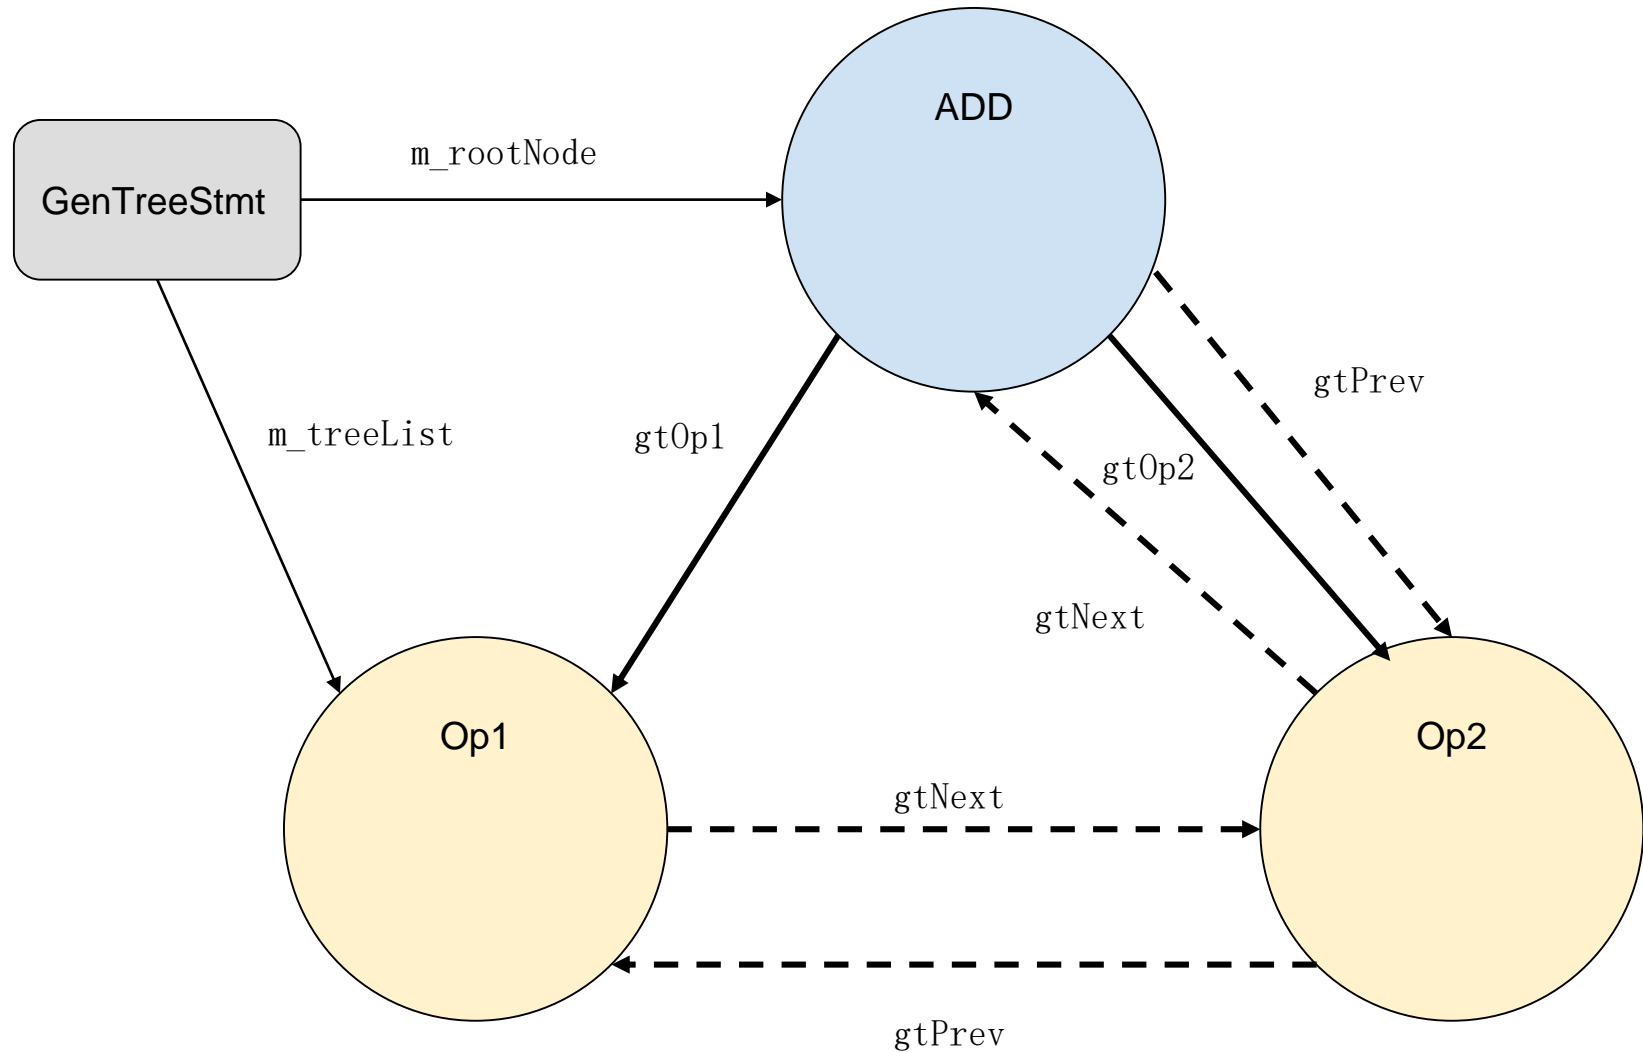 ADD
m_rootNode
GenTreeStmt
gtPrev
m_treeList
gtOp1
gtOp2
gtNext
Op1
Op2
gtNext
gtPrev